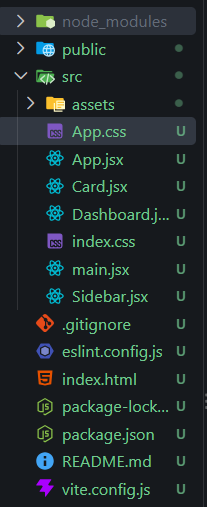 node_modules
public
src
assets
CSS App.css U
App.jsx U
Card.jsx U
Dashboard.j... U
CSS index.css U
main.jsx U
Sidebar.jsx U
.gitignore U
eslint.config.js U
index.html U
JS package-lock... U
JS package.json U
README.md U
vite.config.js U